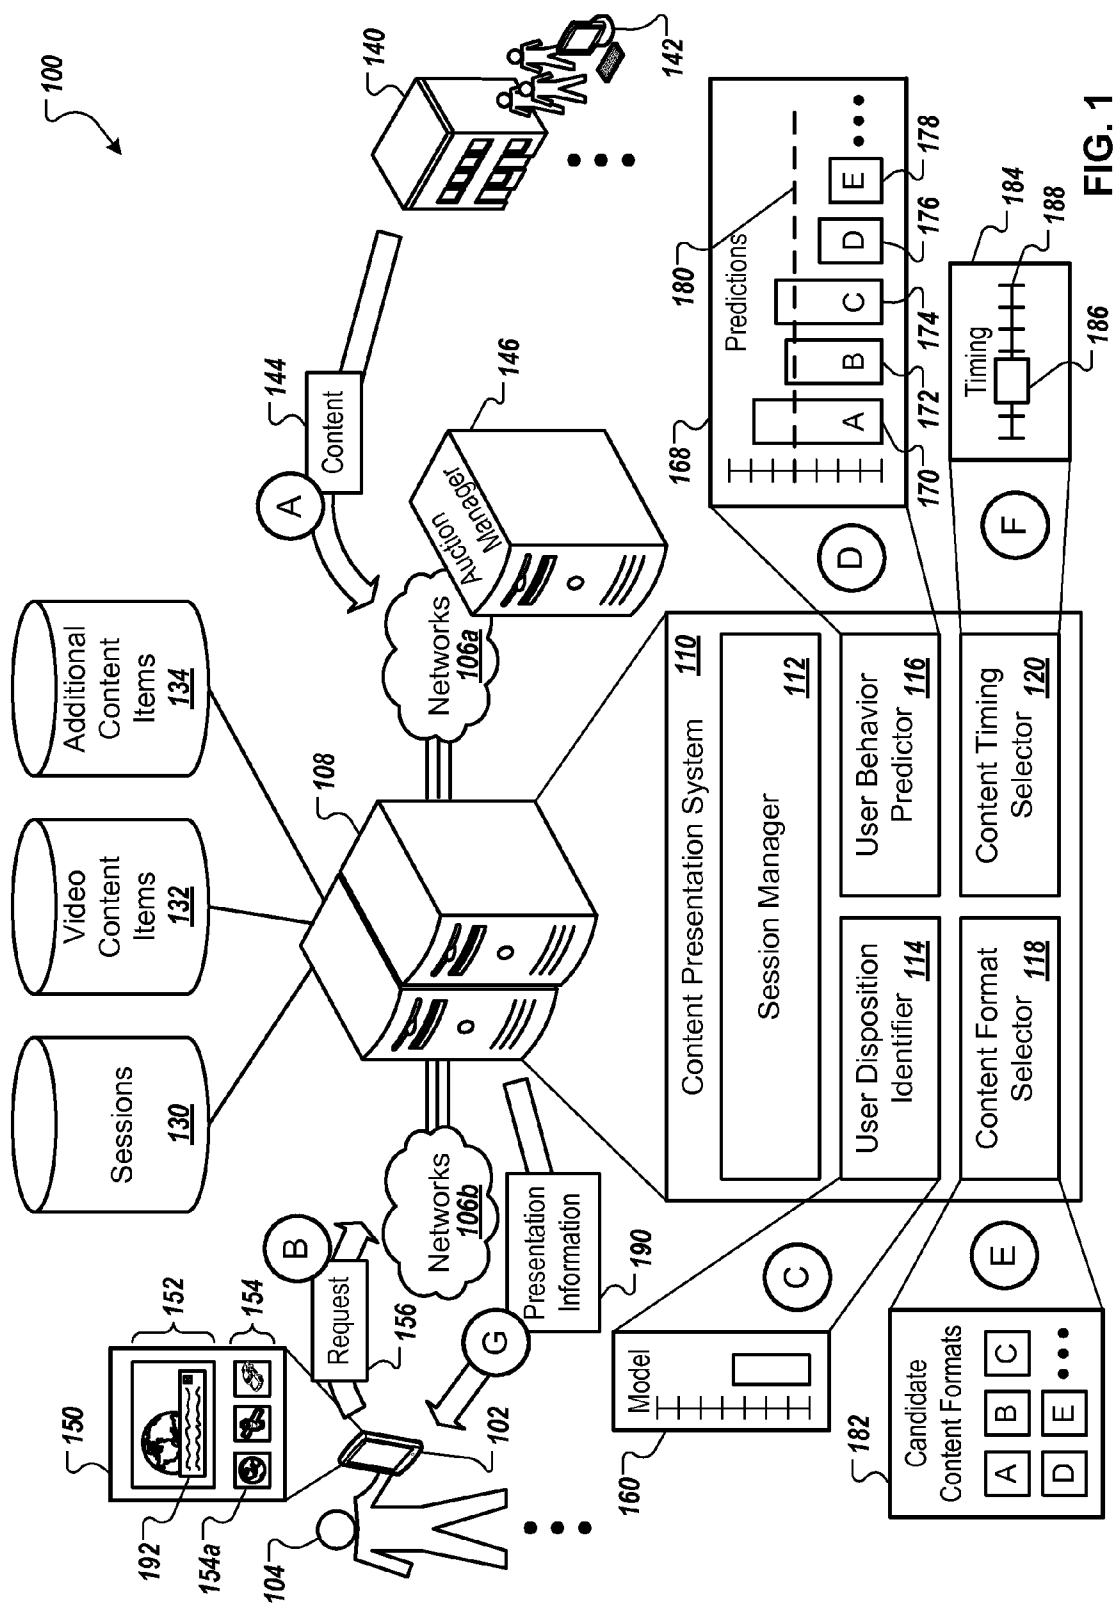 100
Sessions
130
Video
Content
Items
132
Additional
Content
Items
134
140
142
144
Content
A
146
Auction
Manager
108
Networks
106a
Networks
106b
150
152
154
192
154a
104
102
B
Request
156
G
Presentation
Information
190
Content Presentation System
110
Session Manager
112
User Disposition
Identifier
114
User Behavior
Predictor
116
Content Format
Selector
118
Content Timing
Selector
120
C
Model
160
E
182
Candidate
Content Formats
A
B
C
D
E
D
168
Predictions
180
A
B
C
D
E
170
172
174
176
178
F
Timing
184
186
188
FIG. 1